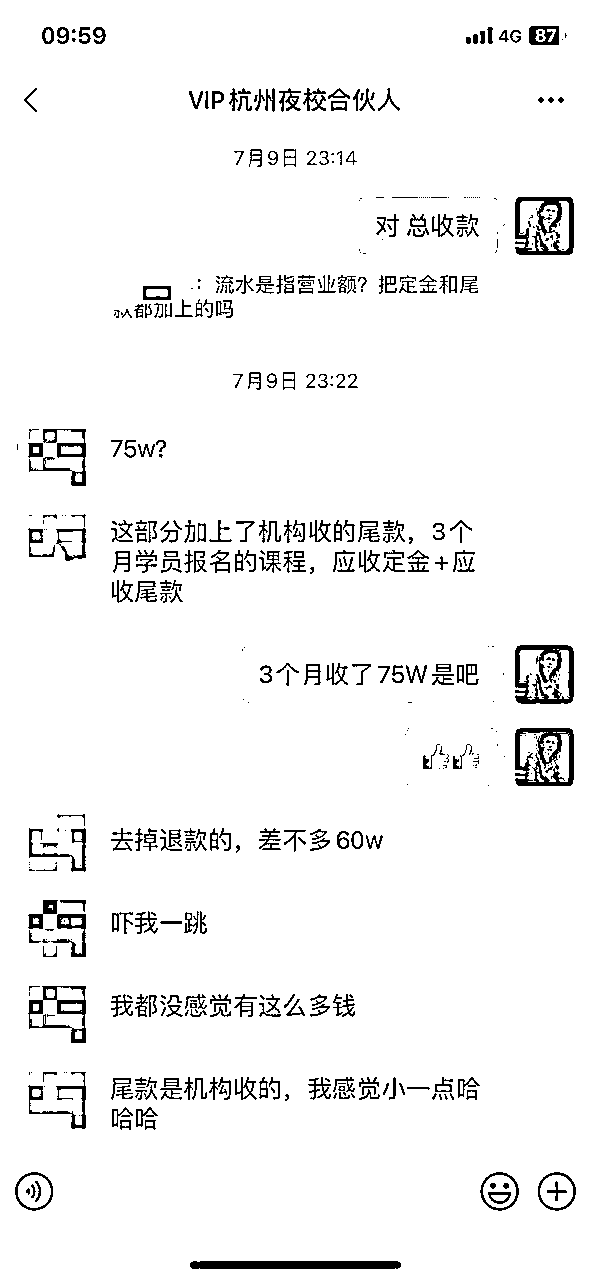 09:59
4G 87
VIP杭州夜校合伙人
7月9日 23:14
对 总收款
：流水是指营业额？把定金和尾
款都加上的吗
7月9日 23:22
75w?
这部分加上了机构收的尾款，3个
月学员报名的课程，应收定金+应
收尾款
3个月收了75W是吧
去掉退款的，差不多60w
吓我一跳
我都没感觉有这么多钱
尾款是机构收的，我感觉小一点哈
哈哈